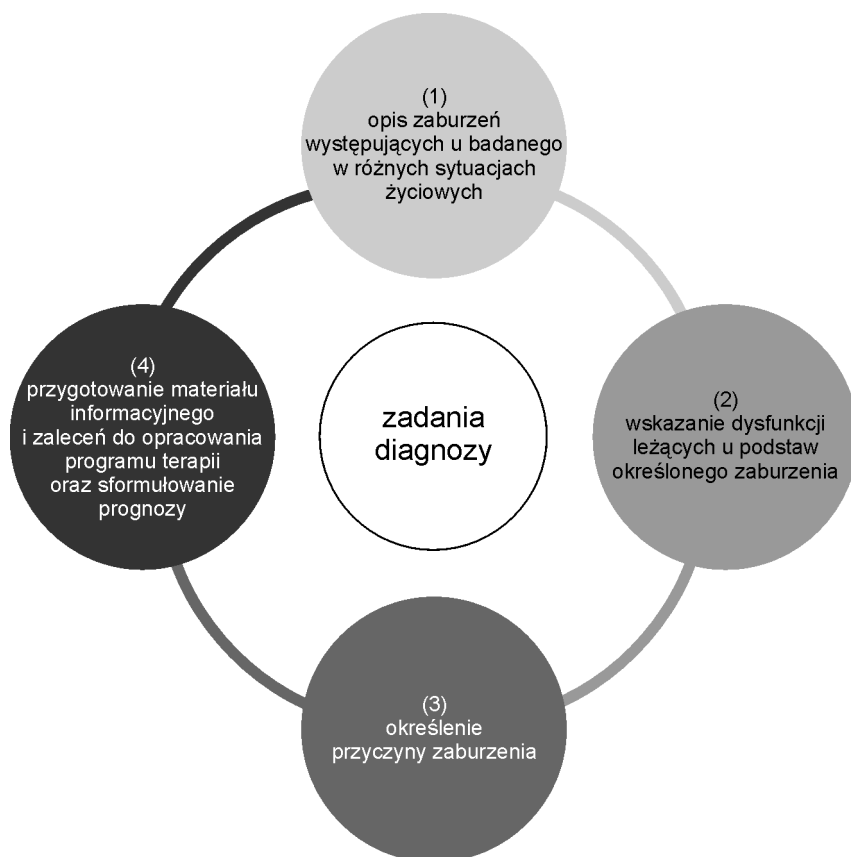 (1)
opis zaburzeń
występujących u badanego
w różnych sytuacjach
życiowych
(2)
wskazanie dysfunkcji
leżących u podstaw
określonego zaburzenia
(3)
określenie
przyczyny zaburzenia
(4)
przygotowanie materiału
informacyjnego
i zaleceń do opracowania
programu terapii
oraz sformułowanie
prognozy
zadania
diagnozy